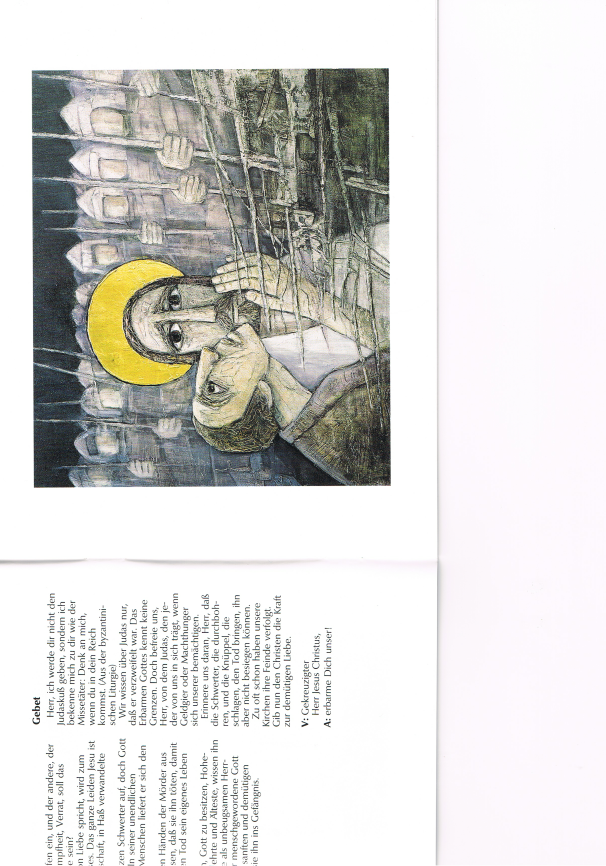 fen ein, und der andere, der
mpfheit, Verrat, soll das
e sein?
n Liebe spricht, wird zum
es. Das ganze Leiden Jesu ist
schaft, in Haß verwandelte
zen Schwerter auf, doch Gott
In seiner unendlichen
Menschen liefert er sich den
n Händen der Mörder aus
sen, daß sie ihn töten, damit
en Tod sein eigenes Leben
n, Gott zu besitzen, Hohe-
ehrte und Älteste, wissen ihn
als unbeugsamen Herr-
r menschgewordene Gott
sanften und demütigen
ie ihn ins Gefängnis.
Gebet
Herr, ich werde dir nicht den
Judaskuß geben, sondern ich
bekenne mich zu dir wie der
Missetäter: Denk an mich,
wenn du in dein Reich
kommst. (Aus der byzantini-
schen Liturgie)
Wir wissen über Judas nur,
daß er verzweifelt war. Das
Erbarmen Gottes kennt keine
Grenzen. Doch befreie uns,
Herr, von dem Judas, den je-
der von uns in sich trägt, wenn
Geldgier oder Machthunger
sich unserer bemächtigen.
Erinnere uns daran, Herr, daß
die Schwerter, die durchboh-
ren, und die Knüppel, die
schlagen, den Tod bringen, ihn
aber nicht besiegen können.
Zu oft schon haben unsere
Kirchen ihre Feinde verfolgt.
Gib nun den Christen die Kraft
zur demütigen Liebe.
V: Gekreuzigter
Herr Jesus Christus,
A: erbarme Dich unser!